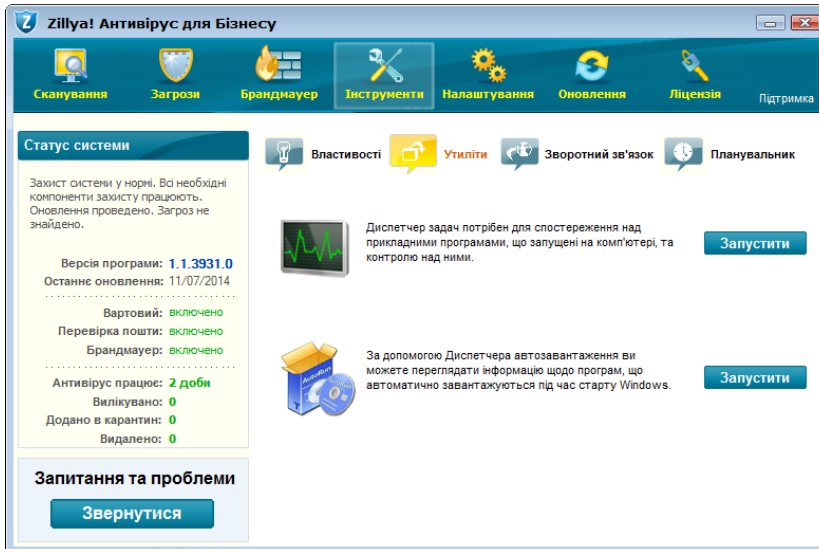 Zillya! Антивірус для Бізнесу
Сканування
Загрози
Брандмауер
Інструменти
Налаштування
Оновлення
Ліцензія
Підтримка
Статус системи
Захист системи у нормі. Всі необхідні
компоненти захисту працюють.
Оновлення проведено. Загроз не
знайдено.
Версія програми: 1.1.3931.0
Останнє оновлення: 11/07/2014
Вартовий: включено
Перевірка пошти: включено
Брандмауер: включено
Антивірус працює: 2 доби
Вилікувано: 0
Додано в карантин: 0
Видалено: 0
Запитання та проблеми
Звернутися
Властивості
Утиліти
Зворотний зв'язок
Планувальник
Диспетчер задач потрібен для спостереження над
прикладними програмами, що запущені на комп'ютері, та
контролю над ними.
Запустити
AutoRun
За допомогою Диспетчера автозавантаження ви
можете переглядати інформацію щодо програм, що
автоматично завантажуються під час старту Windows.
Запустити